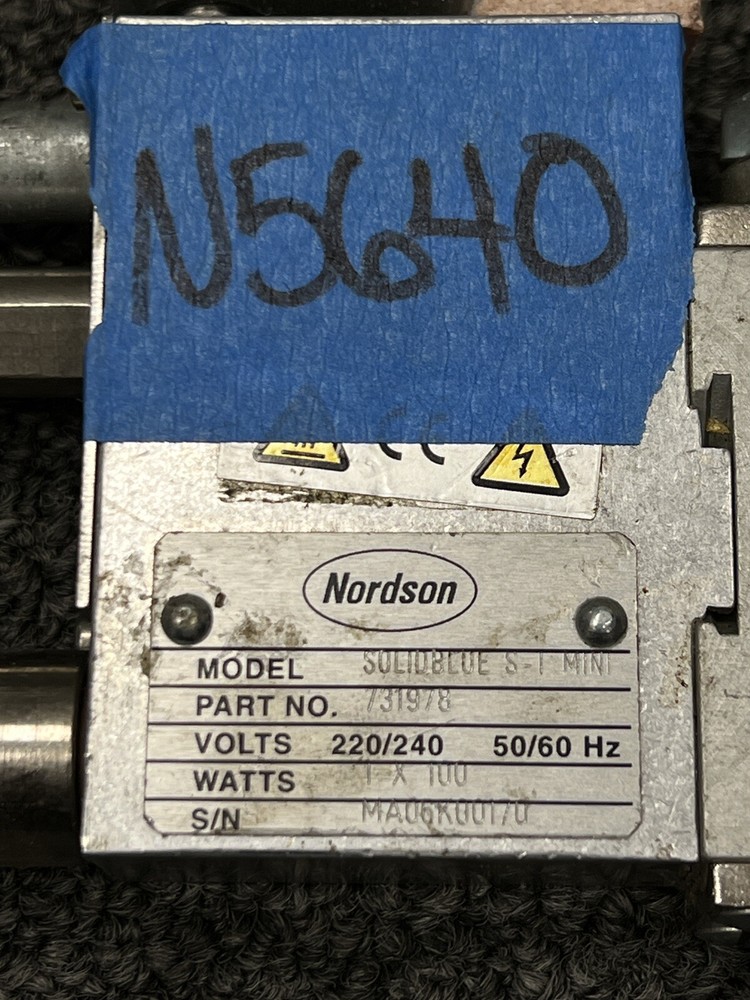 N5640
CE
Nordson
MODEL SOLIDBLUE S-1 MINI
PART NO. 731978
VOLTS 220/240 50/60 Hz
WATTS 1 X 100
S/N MA06K00170